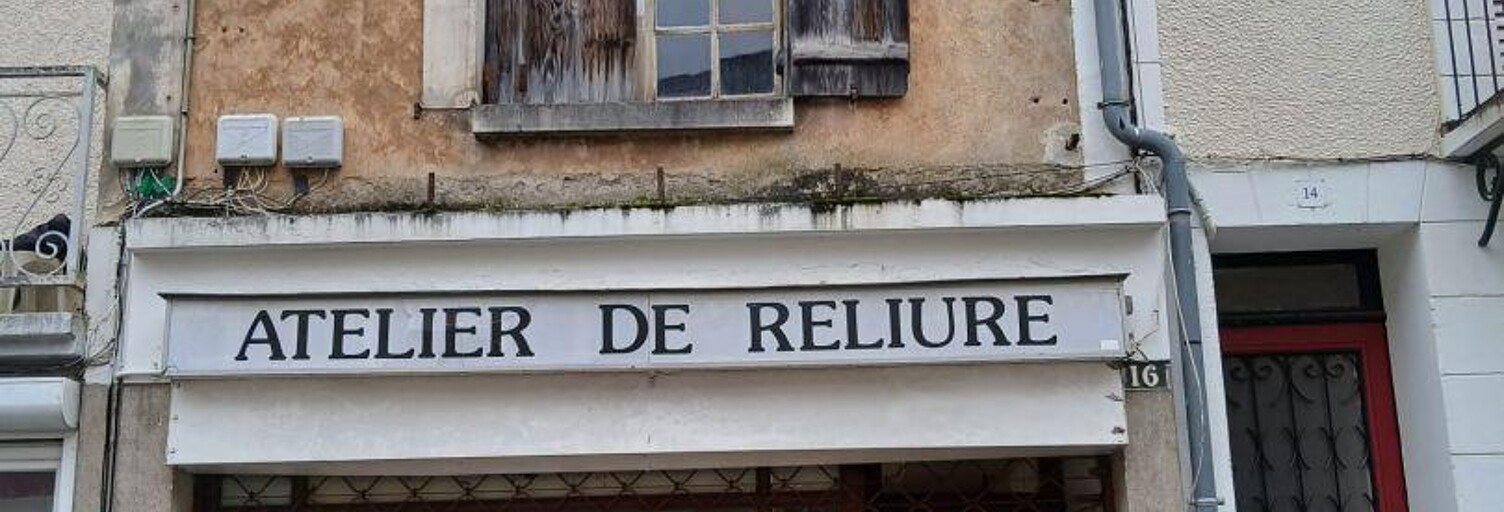 14
ATELIER DE RELIURE
16